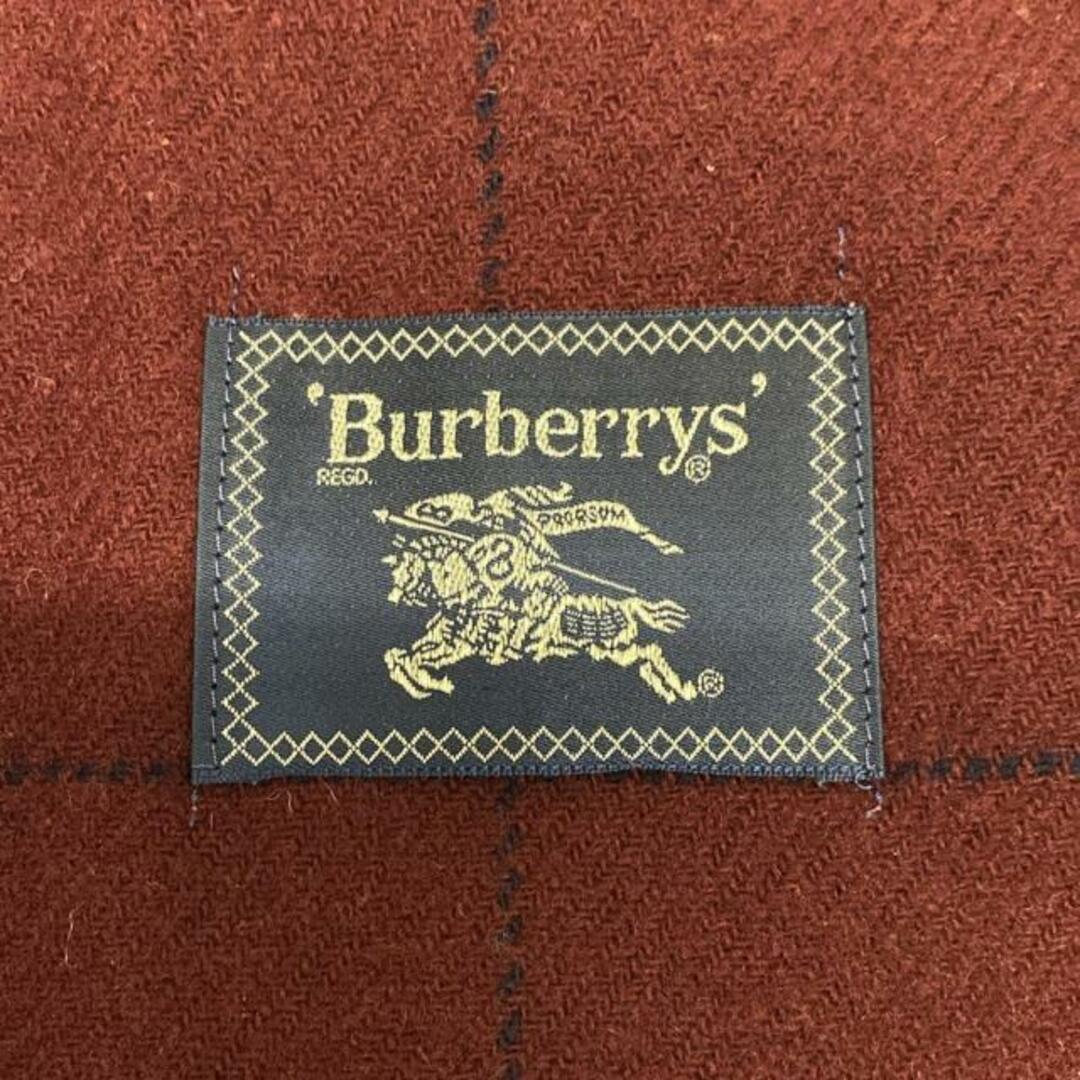 'Burberrys'
REGD. ®
PRORSUM
®